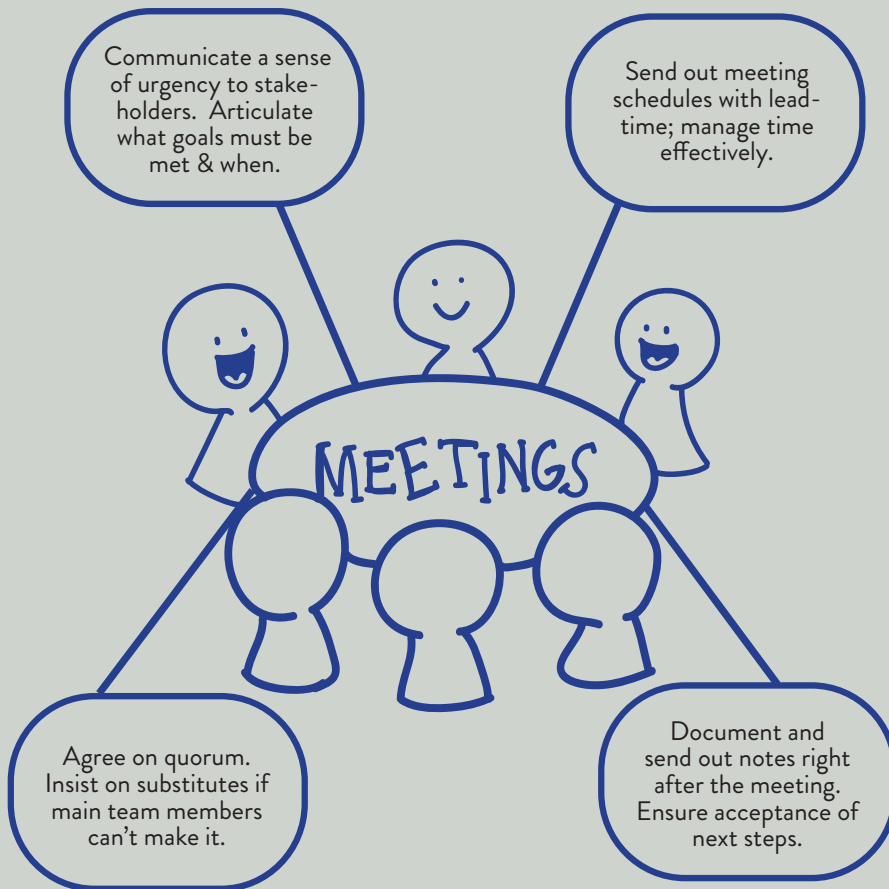 Communicate a sense
of urgency to stake-
holders.  Articulate
what goals must be
met & when.
Send out meeting
schedules with lead-
time; manage time
effectively.
MEETINGS
Agree on quorum.
Insist on substitutes if
main team members
can't make it.
Document and
send out notes right
after the meeting.
Ensure acceptance of
next steps.